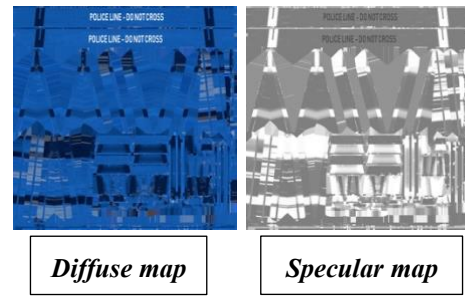 POLICE LINE - DO NOT CROSS
POLICE LINE - DO NOT CROSS
POLICE LINE - DO NOT CROSS
POLICE LINE - DO NOT CROSS
Diffuse map
Specular map